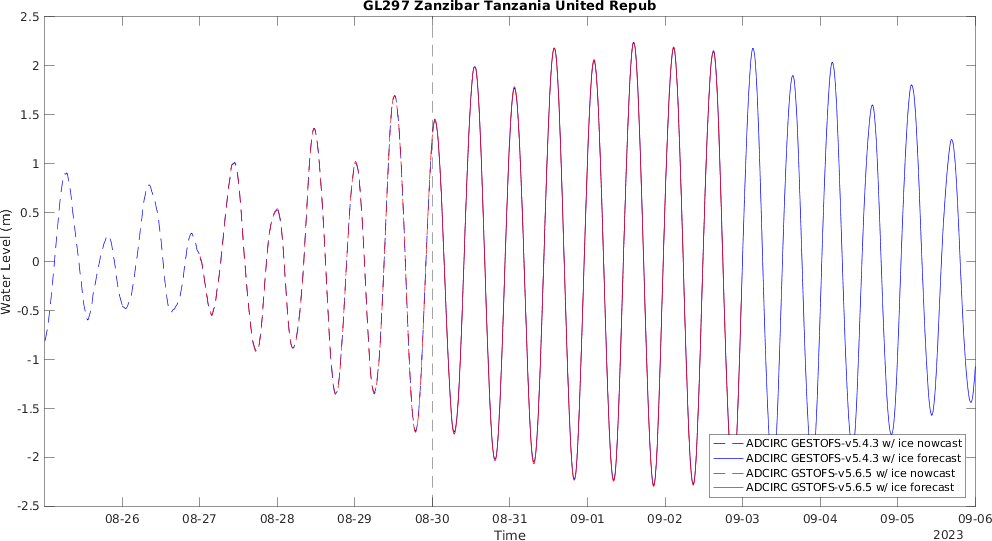 GL297 Zanzibar Tanzania United Repub
2.5
2
1.5
1
0.5
0
-0.5
-1
-1.5
-2
-2.5
Water Level (m)
ADCIRC GESTOFS-v5.4.3 w/ ice nowcast
ADCIRC GESTOFS-v5.4.3 w/ ice forecast
ADCIRC GSTOFS-v5.6.5 w/ ice nowcast
ADCIRC GSTOFS-v5.6.5 w/ ice forecast
08-26 08-27 08-28 08-29 08-30 08-31 09-01 09-02 09-03 09-04 09-05 09-06
Time
2023